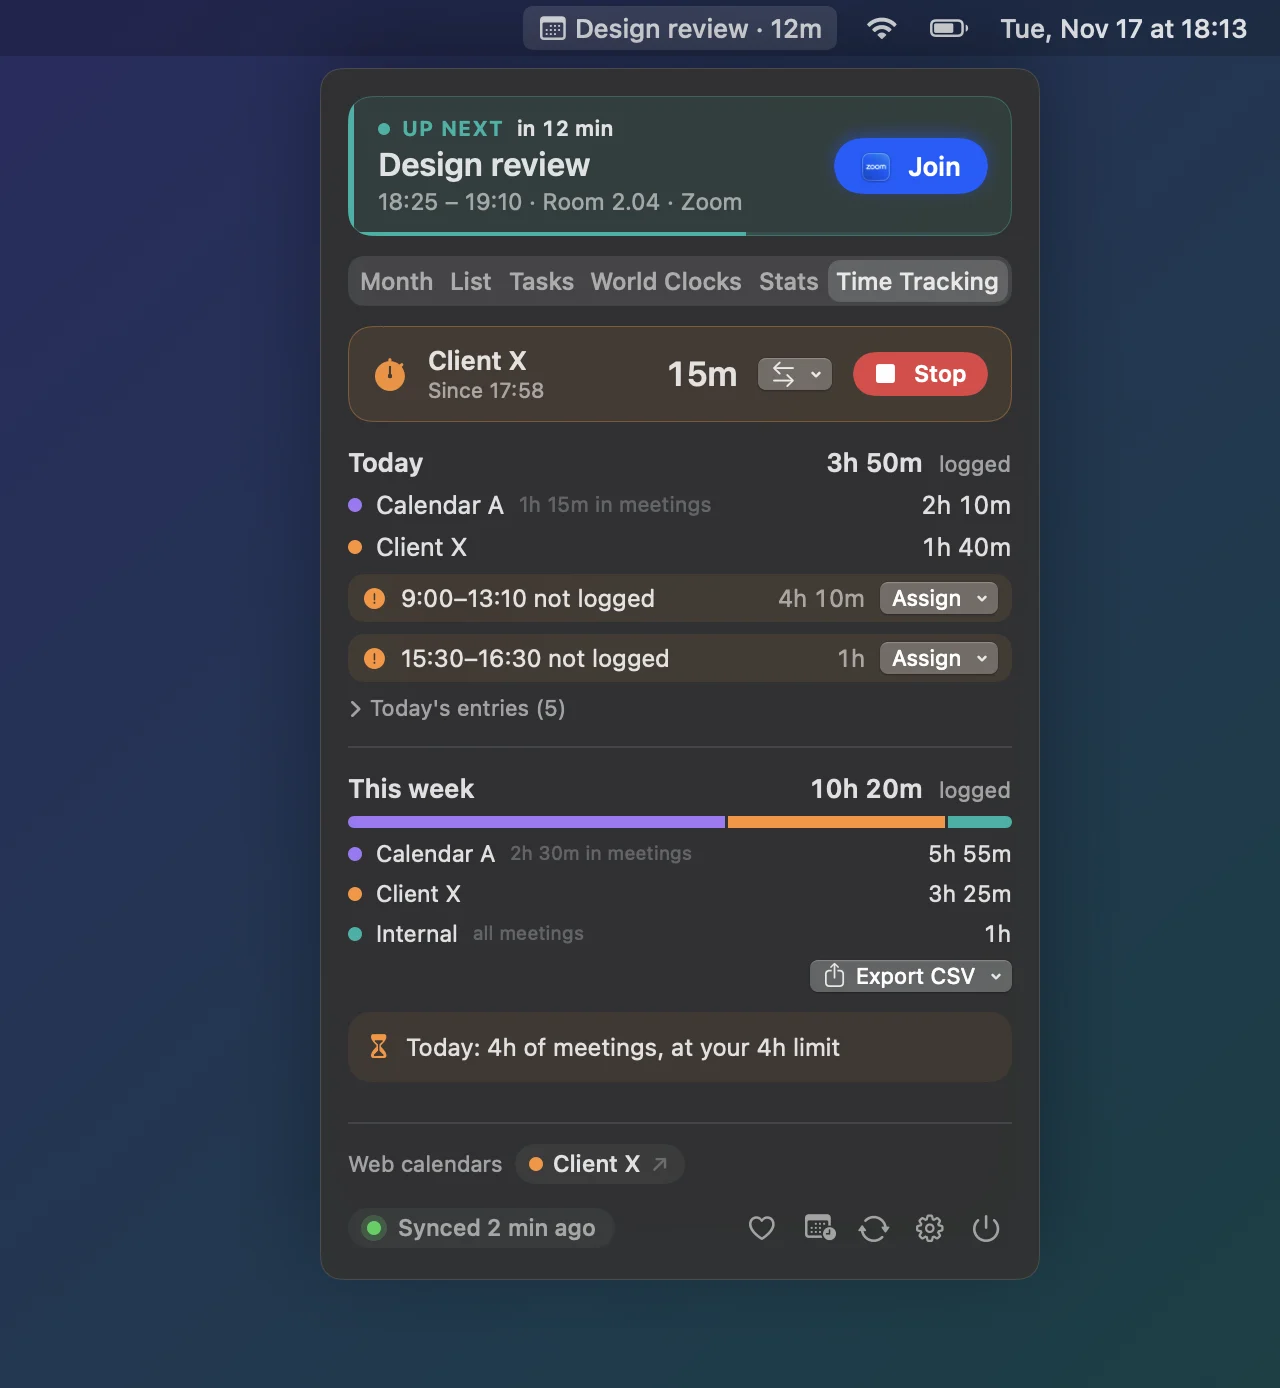 Design review · 12m
Tue, Nov 17 at 18:13
UP NEXT in 12 min
Design review
18:25 – 19:10 · Room 2.04 · Zoom
zoom Join
Month List Tasks World Clocks Stats Time Tracking
Client X
Since 17:58
15m
Stop
Today 3h 50m logged
Calendar A 1h 15m in meetings 2h 10m
Client X 1h 40m
! 9:00–13:10 not logged 4h 10m Assign
! 15:30–16:30 not logged 1h Assign
Today's entries (5)
This week 10h 20m logged
Calendar A 2h 30m in meetings 5h 55m
Client X 3h 25m
Internal all meetings 1h
Export CSV
Today: 4h of meetings, at your 4h limit
Web calendars Client X
Synced 2 min ago